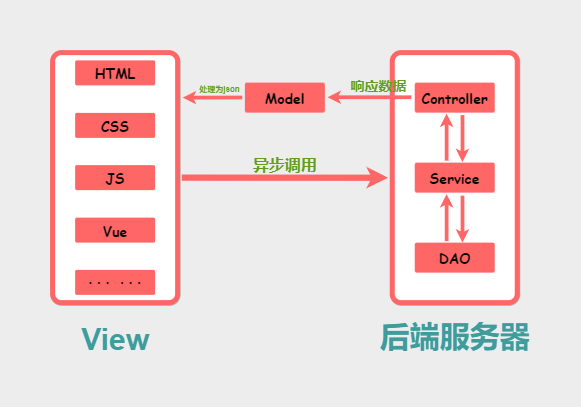 HTML
CSS
JS
Vue
... ...
View
处理为json
Model
响应数据
异步调用
Controller
Service
DAO
后端服务器